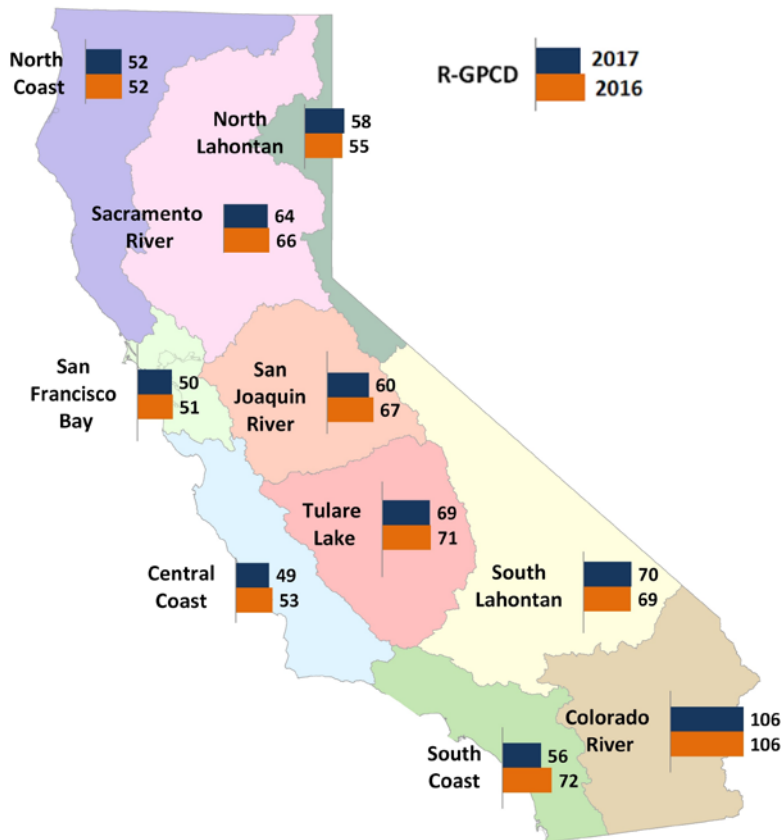 R-GPCD
2017
2016
North
Coast
52
52
North
Lahontan
58
55
Sacramento
River
64
66
San
Francisco
Bay
50
51
San
Joaquin
River
60
67
Tulare
Lake
69
71
Central
Coast
49
53
South
Lahontan
70
69
Colorado
River
106
106
South
Coast
56
72